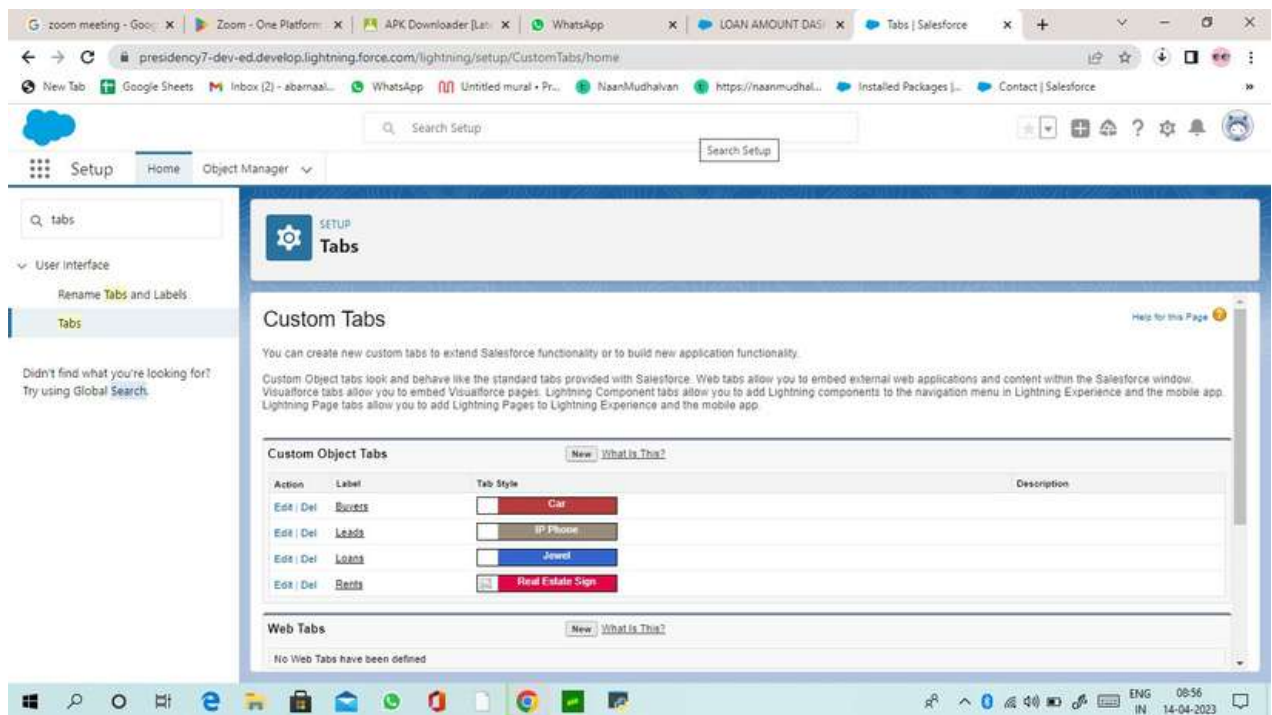 zoom meeting - Goog
Zoom - One Platform
APK Downloader [Late
WhatsApp
LOAN AMOUNT DAS
Tabs | Salesforce
presidency7-dev-ed.develop.lightning.force.com/lightning/setup/CustomTabs/home
New Tab
Google Sheets
Inbox (2) - abarnaal...
WhatsApp
Untitled mural • Pr...
NaanMudhalvan
https://naanmudhal...
Installed Packages |...
Contact | Salesforce
Search Setup
Search Setup
Setup
Home
Object Manager
tabs
User Interface
Rename Tabs and Labels
Tabs
Didn't find what you're looking for?
Try using Global Search.
SETUP
Tabs
Custom Tabs
Help for this Page
You can create new custom tabs to extend Salesforce functionality or to build new application functionality.
Custom Object tabs look and behave like the standard tabs provided with Salesforce. Web tabs allow you to embed external web applications and content within the Salesforce window.
Visualforce tabs allow you to embed Visualforce pages. Lightning Component tabs allow you to add Lightning components to the navigation menu in Lightning Experience and the mobile app.
Lightning Page tabs allow you to add Lightning Pages to Lightning Experience and the mobile app.
Custom Object Tabs New What Is This?
Action Label Tab Style Description
Edit | Del Buyers Car
Edit | Del Leads IP Phone
Edit | Del Loans Jewel
Edit | Del Rents Real Estate Sign
Web Tabs New What Is This?
No Web Tabs have been defined
ENG 08:56
IN 14-04-2023